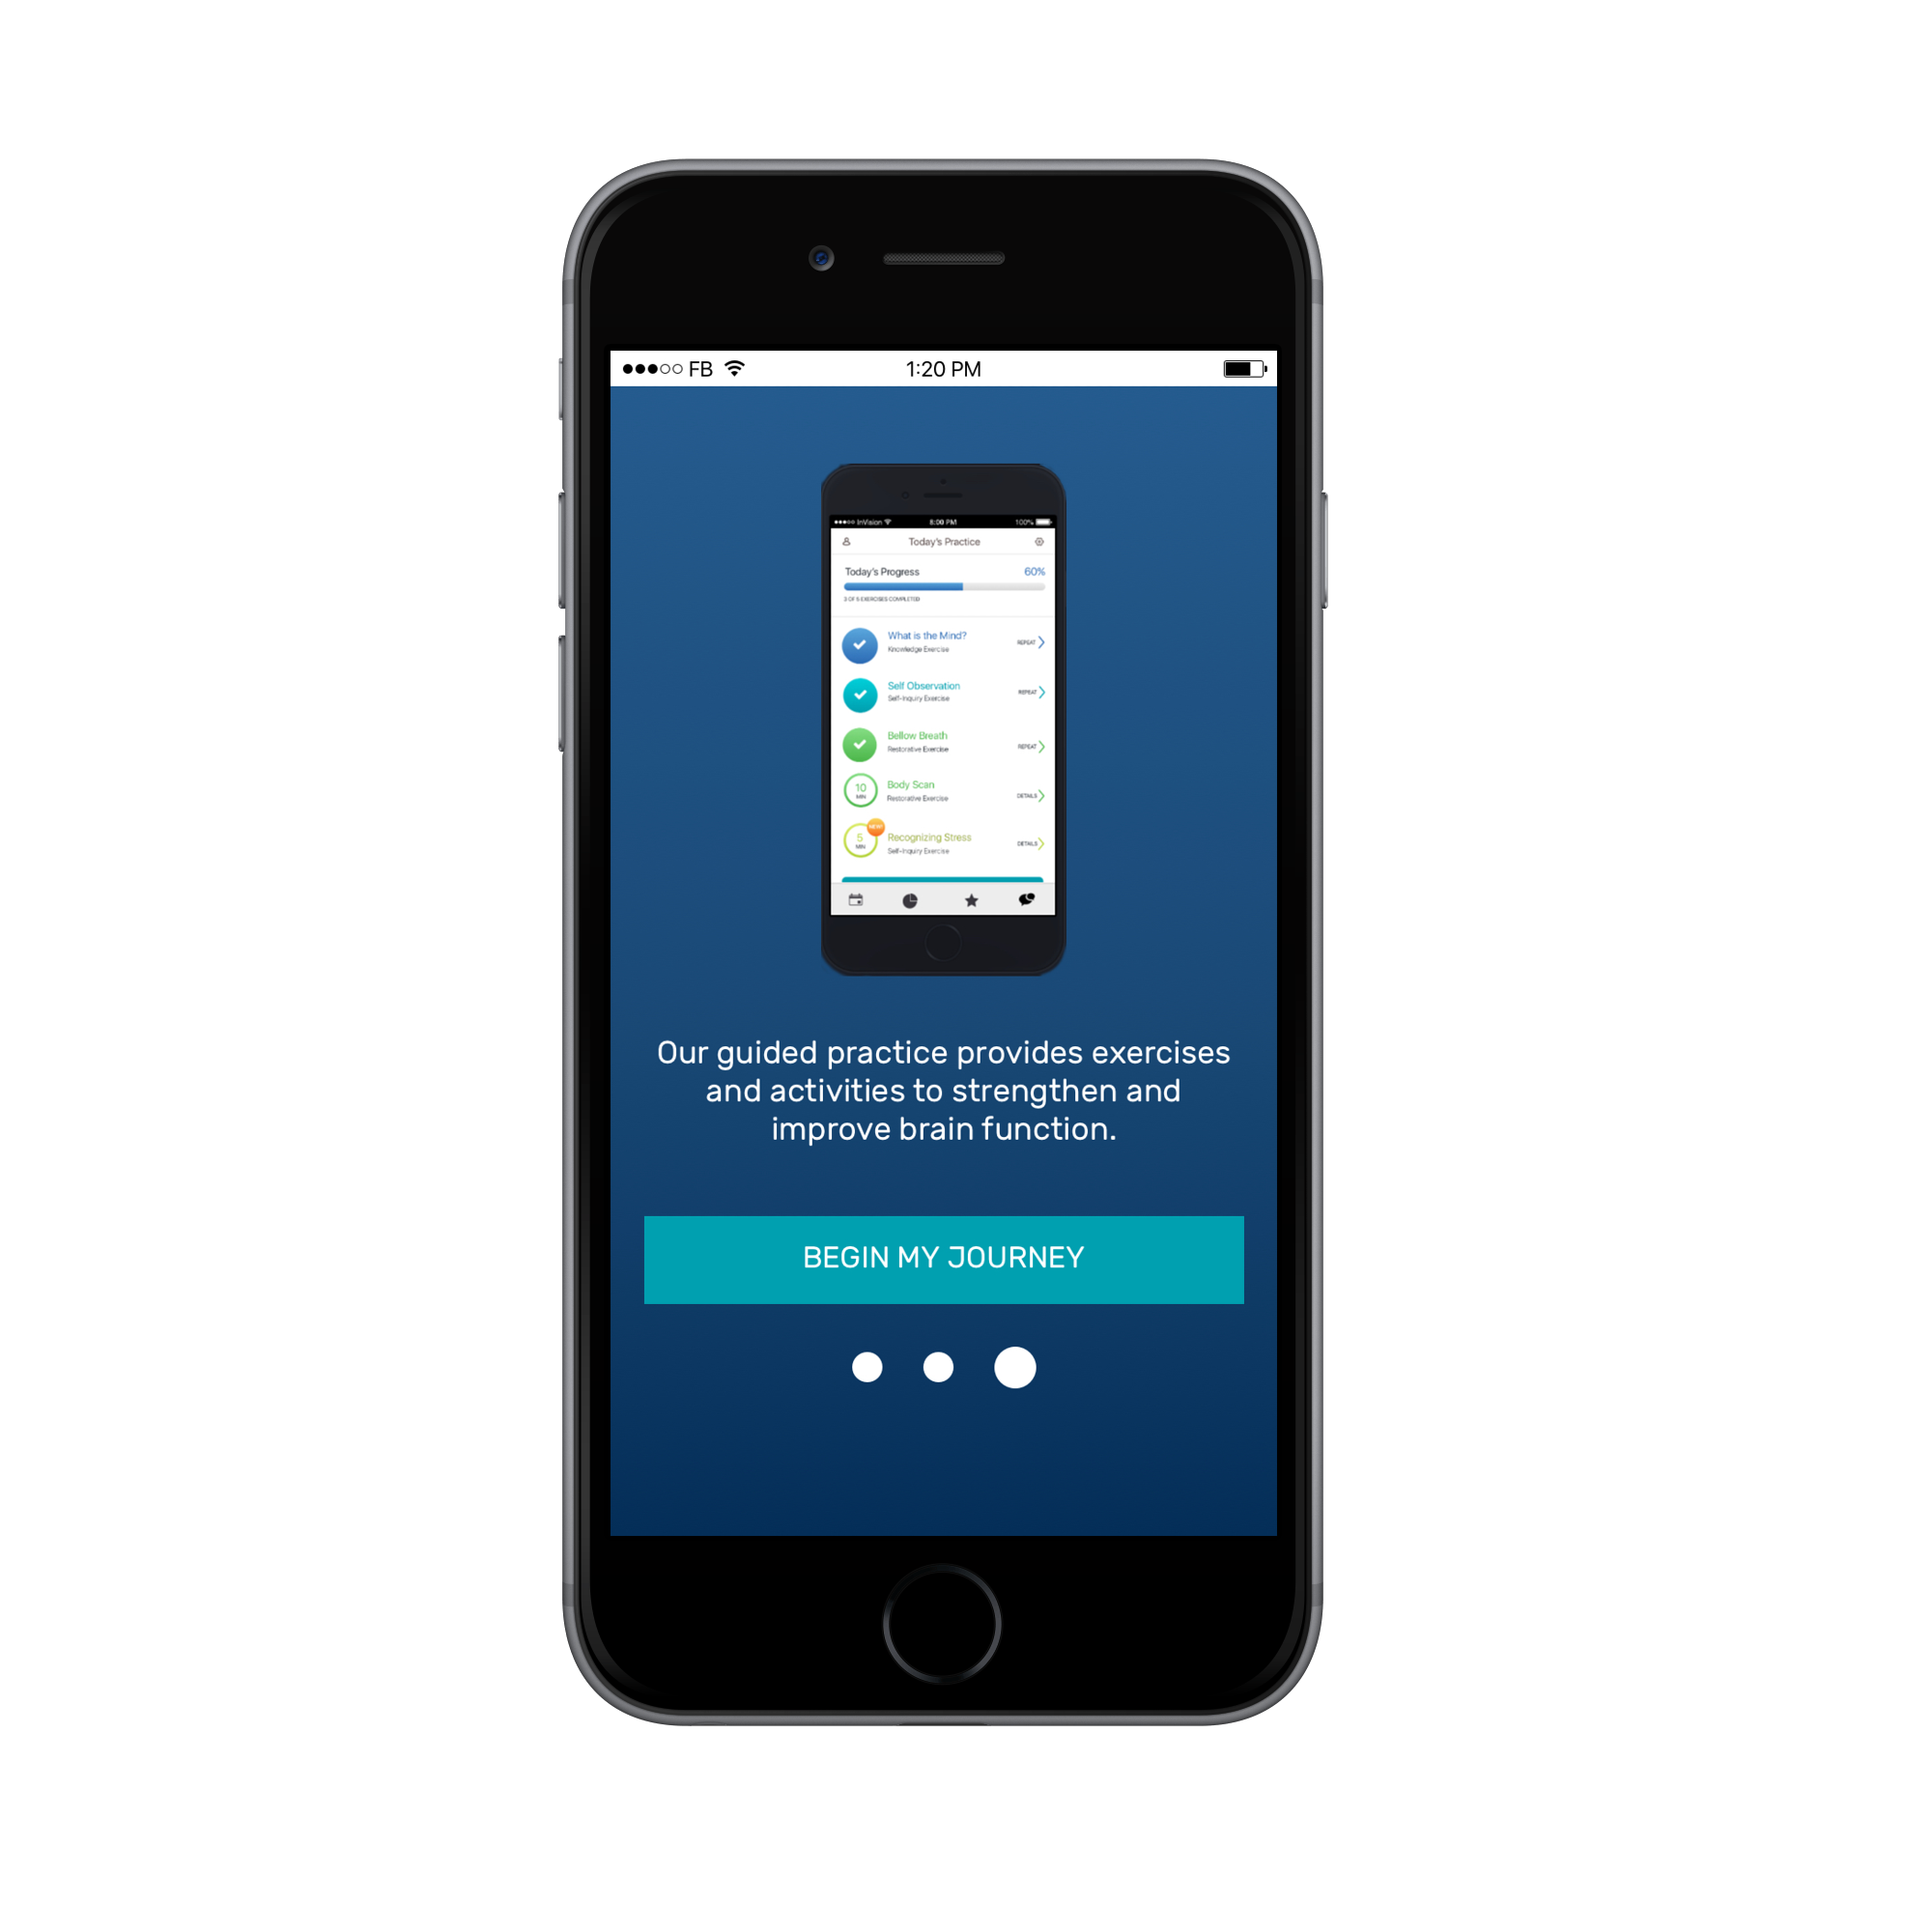 FB 1:20 PM
InVision 8:00 PM 100%
Today's Practice
Today's Progress 60%
3 OF 5 EXERCISES COMPLETED
What is the Mind?
Knowledge Exercise
REPEAT
Self Observation
Self-Inquiry Exercise
REPEAT
Bellow Breath
Restorative Exercise
REPEAT
10
MIN
Body Scan
Restorative Exercise
DETAILS
NEW!
5
MIN
Recognizing Stress
Self-Inquiry Exercise
DETAILS
Our guided practice provides exercises
and activities to strengthen and
improve brain function.
BEGIN MY JOURNEY